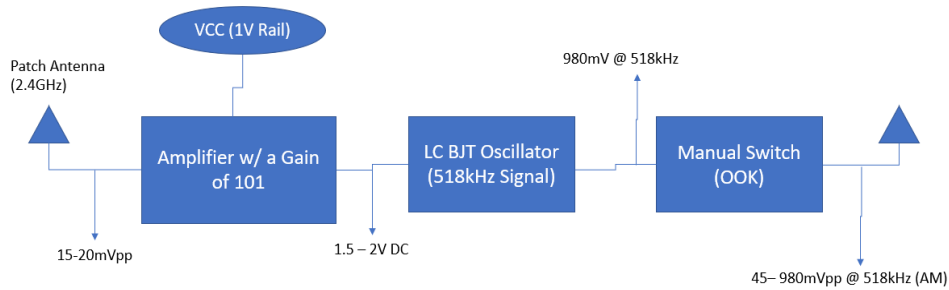 VCC (1V Rail)
980mV @ 518kHz
Patch Antenna
(2.4GHz)
Amplifier w/ a Gain
of 101
LC BJT Oscillator
(518kHz Signal)
Manual Switch
(OOK)
15-20mVpp
1.5 – 2V DC
45– 980mVpp @ 518kHz (AM)